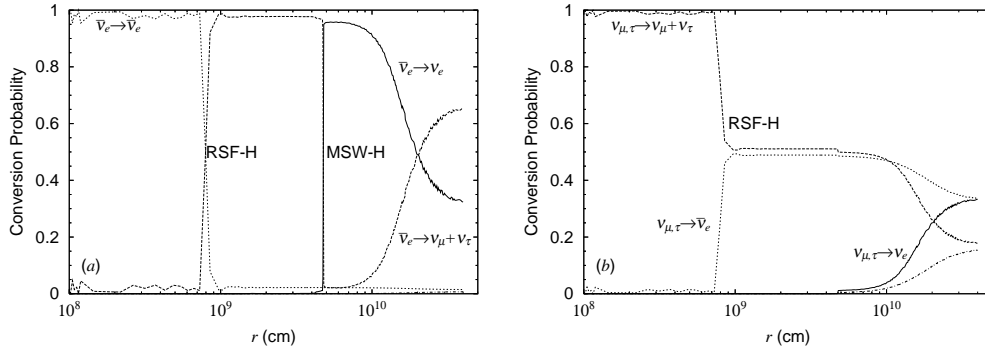 Conversion Probability
1
0.8
0.6
0.4
0.2
0
ν̅e→ν̅e
ν̅e→νe
RSF-H
MSW-H
ν̅e→νμ+ντ
(a)
10^8
10^9
10^10
r (cm)
Conversion Probability
1
0.8
0.6
0.4
0.2
0
νμ,τ→νμ+ντ
RSF-H
νμ,τ→ν̅e
νμ,τ→νe
(b)
10^8
10^9
10^10
r (cm)